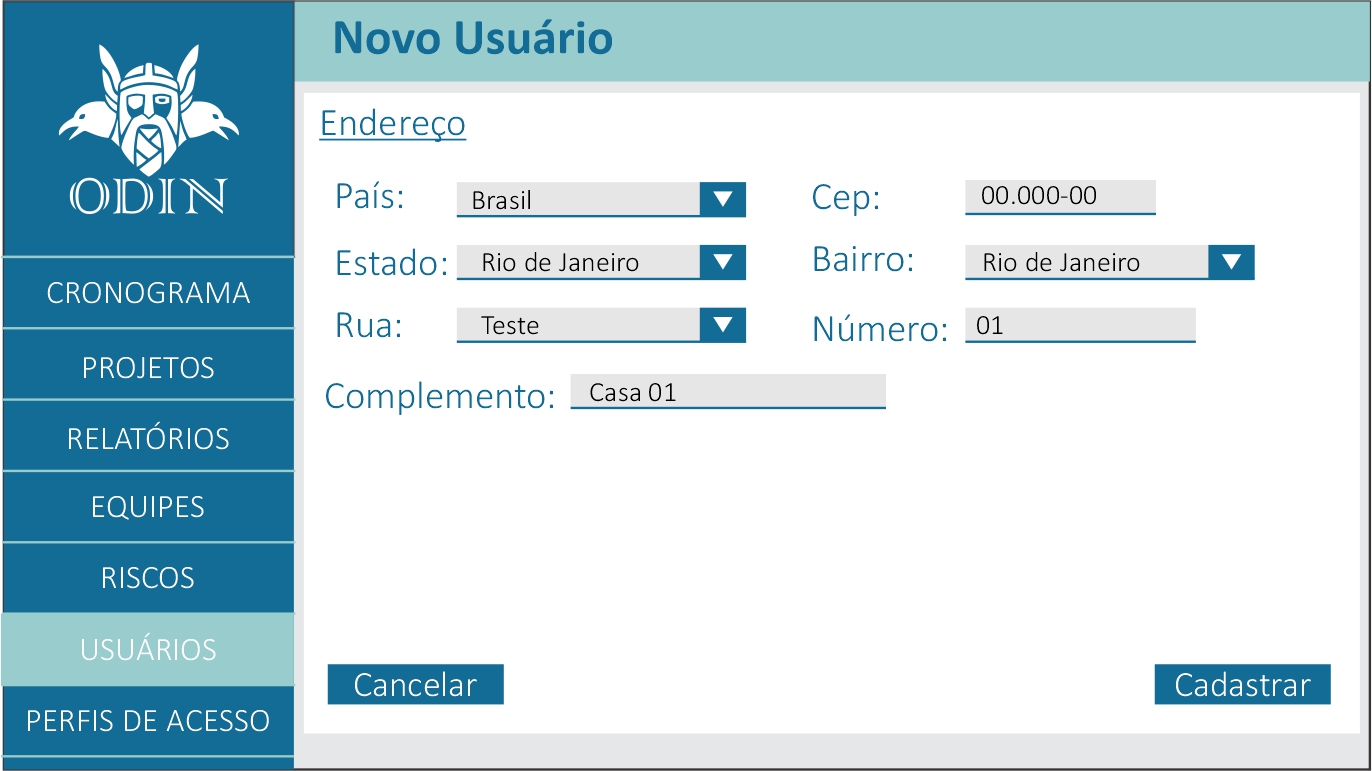 Novo Usuário
ODIN
CRONOGRAMA
PROJETOS
RELATÓRIOS
EQUIPES
RISCOS
USUÁRIOS
PERFIS DE ACESSO
Endereço
País: Brasil Cep: 00.000-00
Estado: Rio de Janeiro Bairro: Rio de Janeiro
Rua: Teste Número: 01
Complemento: Casa 01
Cancelar Cadastrar